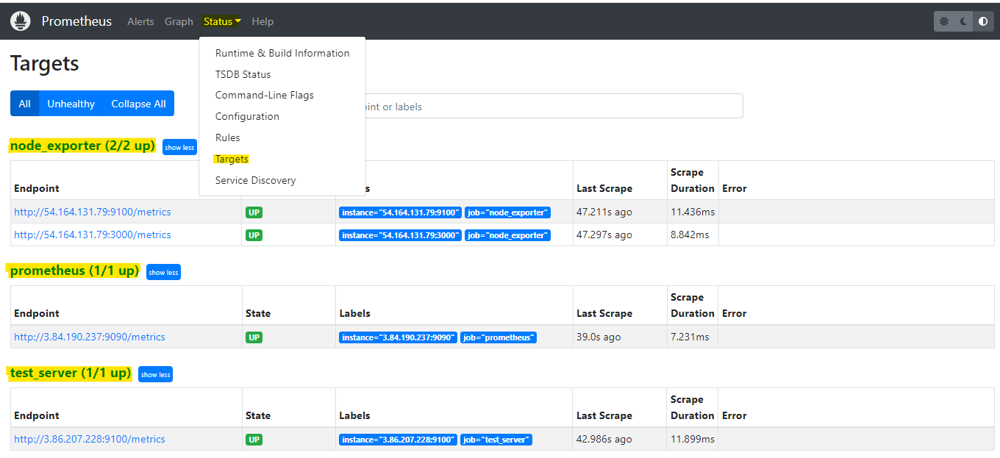 Prometheus Alerts Graph Status Help
Runtime & Build Information
TSDB Status
Command-Line Flags
Configuration
Rules
Targets
Service Discovery
Targets
All Unhealthy Collapse All
or labels
node_exporter (2/2 up) show less
Endpoint Last Scrape Scrape Duration Error
http://54.164.131.79:9100/metrics UP instance="54.164.131.79:9100" job="node_exporter" 47.211s ago 11.436ms
http://54.164.131.79:3000/metrics UP instance="54.164.131.79:3000" job="node_exporter" 47.297s ago 8.842ms
prometheus (1/1 up) show less
Endpoint State Labels Last Scrape Scrape Duration Error
http://3.84.190.237:9090/metrics UP instance="3.84.190.237:9090" job="prometheus" 39.0s ago 7.231ms
test_server (1/1 up) show less
Endpoint State Labels Last Scrape Scrape Duration Error
http://3.86.207.228:9100/metrics UP instance="3.86.207.228:9100" job="test_server" 42.986s ago 11.899ms